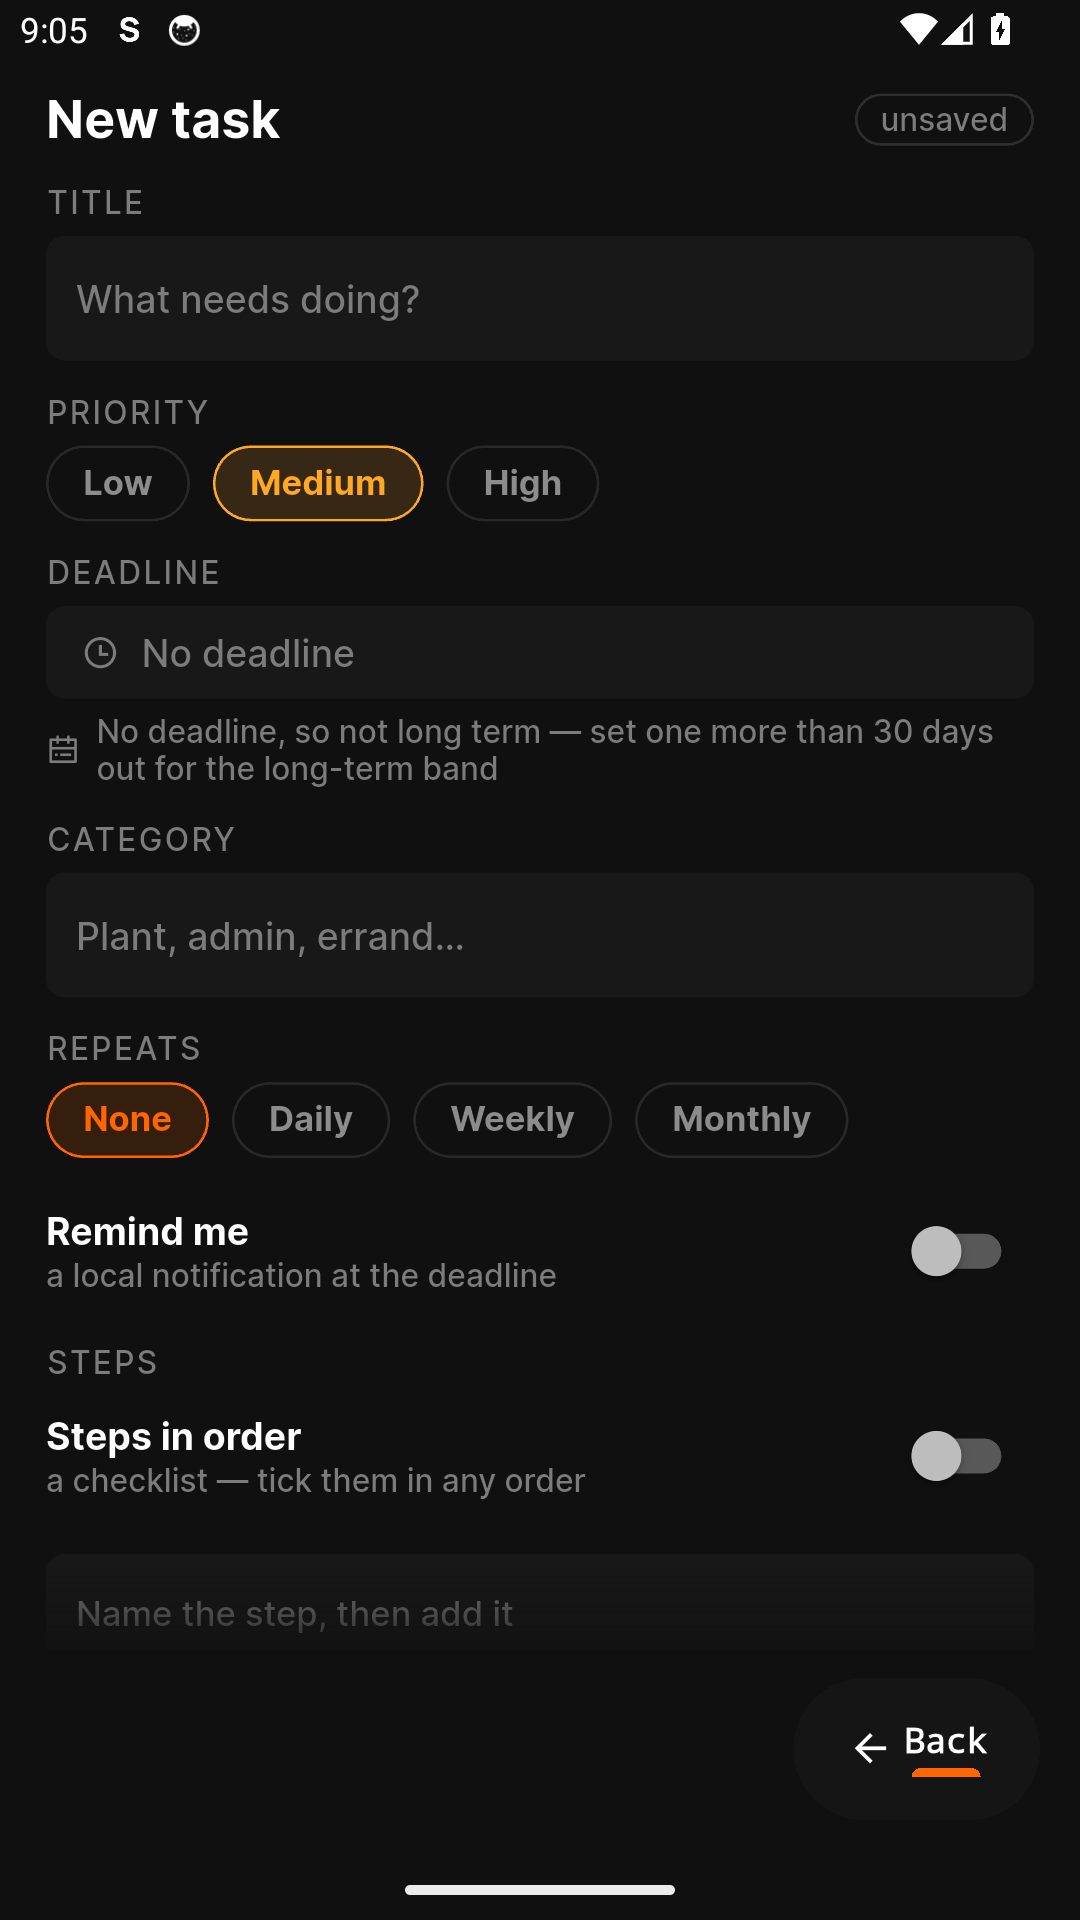 9:05 S
New task
unsaved
TITLE
What needs doing?
PRIORITY
Low Medium High
DEADLINE
No deadline
No deadline, so not long term — set one more than 30 days
out for the long-term band
CATEGORY
Plant, admin, errand...
REPEATS
None Daily Weekly Monthly
Remind me
a local notification at the deadline
STEPS
Steps in order
a checklist — tick them in any order
Name the step, then add it
Back